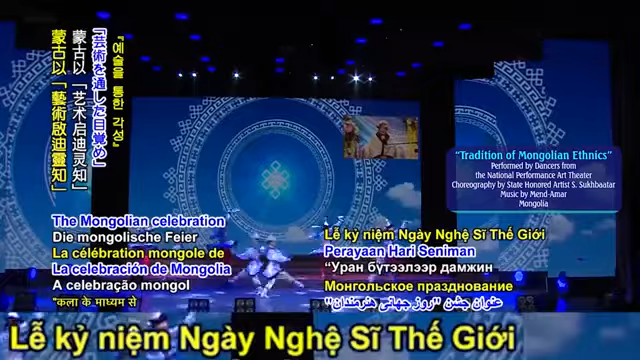 『예술을 통한 각성』
「芸術を通した目覚め」
蒙古以「艺术启迪灵知」
蒙古以「藝術啟迪靈知」
"Tradition of Mongolian Ethnics"
Performed by Dancers from
the National Performance Art Theater
Choreography by State Honored Artist S. Sukhbaatar
Music by Mend-Amar
Mongolia
The Mongolian celebration
Die mongolische Feier
La célébration mongole de
La celebración de Mongolia
A celebração mongol
"कला के माध्यम से
Lễ kỷ niệm Ngày Nghệ Sĩ Thế Giới
Perayaan Hari Seniman
“Уран бүтээлээр дамжин
Монгольское празднование
عنوان جشن "روز جهانی هنرمندان"
Lễ kỷ niệm Ngày Nghệ Sĩ Thế Giới